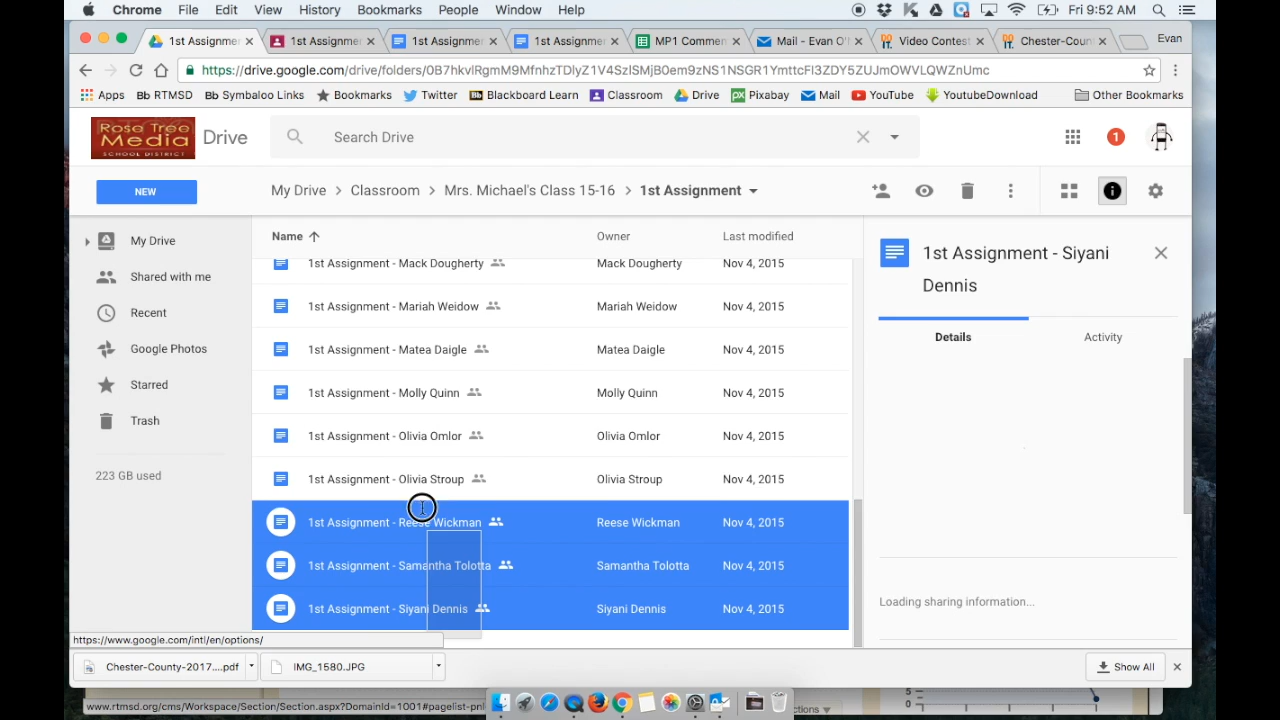 Chrome File Edit View History Bookmarks People Window Help Fri 9:52 AM
1st Assignme 1st Assignme 1st Assignme 1st Assignme MP1 Commen Mail - Evan O'M Video Contest Chester-Coun Evan
https://drive.google.com/drive/folders/0B7hkvlRgmM9MfnhzTDlyZ1V4SzlSMjB0em9zNS1NSGR1YmttcFl3ZDY5ZUJmOWVLQWZnUmc
Apps Bb RTMSD Bb Symbaloo Links Bookmarks Twitter Bb Blackboard Learn Classroom Drive PX Pixabay Mail YouTube YoutubeDownload Other Bookmarks
Rose Tree
Media
SCHOOL DISTRICT
Drive
Search Drive
1
NEW
My Drive > Classroom > Mrs. Michael's Class 15-16 > 1st Assignment
My Drive
Shared with me
Recent
Google Photos
Starred
Trash
223 GB used
Name Owner Last modified
1st Assignment - Mack Dougherty Mack Dougherty Nov 4, 2015
1st Assignment - Mariah Weidow Mariah Weidow Nov 4, 2015
1st Assignment - Matea Daigle Matea Daigle Nov 4, 2015
1st Assignment - Molly Quinn Molly Quinn Nov 4, 2015
1st Assignment - Olivia Omlor Olivia Omlor Nov 4, 2015
1st Assignment - Olivia Stroup Olivia Stroup Nov 4, 2015
1st Assignment - Reese Wickman Reese Wickman Nov 4, 2015
1st Assignment - Samantha Tolotta Samantha Tolotta Nov 4, 2015
1st Assignment - Siyani Dennis Siyani Dennis Nov 4, 2015
1st Assignment - Siyani
Dennis
Details Activity
Loading sharing information...
https://www.google.com/intl/en/options/
Chester-County-2017....pdf IMG_1580.JPG Show All
www.rtmsd.org/cms/Workspace/Section/Section.aspx?DomainId=1001#pagelist-pnl
ctions
5
0